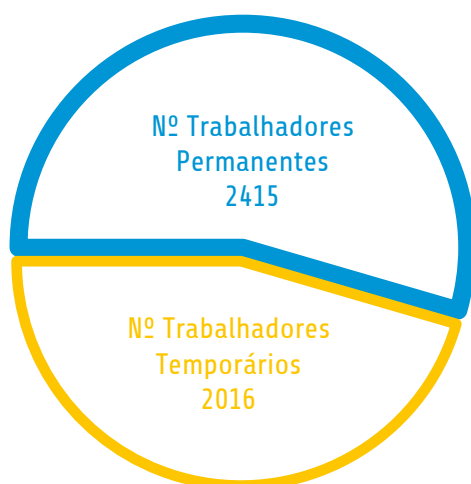 Nº Trabalhadores
Permanentes
2415
Nº Trabalhadores
Temporários
2016